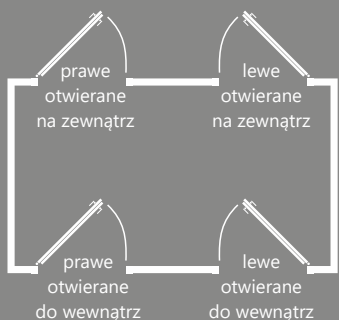 prawe
otwierane
na zewnątrz
lewe
otwierane
na zewnątrz
prawe
otwierane
do wewnątrz
lewe
otwierane
do wewnątrz